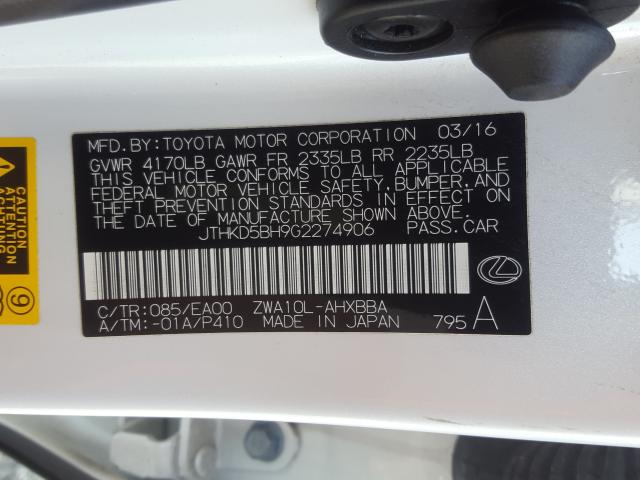 MFD.BY:TOYOTA MOTOR CORPORATION 03/16
GVWR 4170LB GAWR FR 2335LB RR 2235LB
THIS VEHICLE CONFORMS TO ALL APPLICABLE
FEDERAL MOTOR VEHICLE SAFETY,BUMPER,AND
THEFT PREVENTION STANDARDS IN EFFECT ON
THE DATE OF MANUFACTURE SHOWN ABOVE.
JTHKD5BH9G2274906 PASS.CAR
C/TR:085/EA00 ZWA10L-AHXBBA
A/TM:-01A/P410 MADE IN JAPAN 795 A
CAUTION
ATTENTION
9